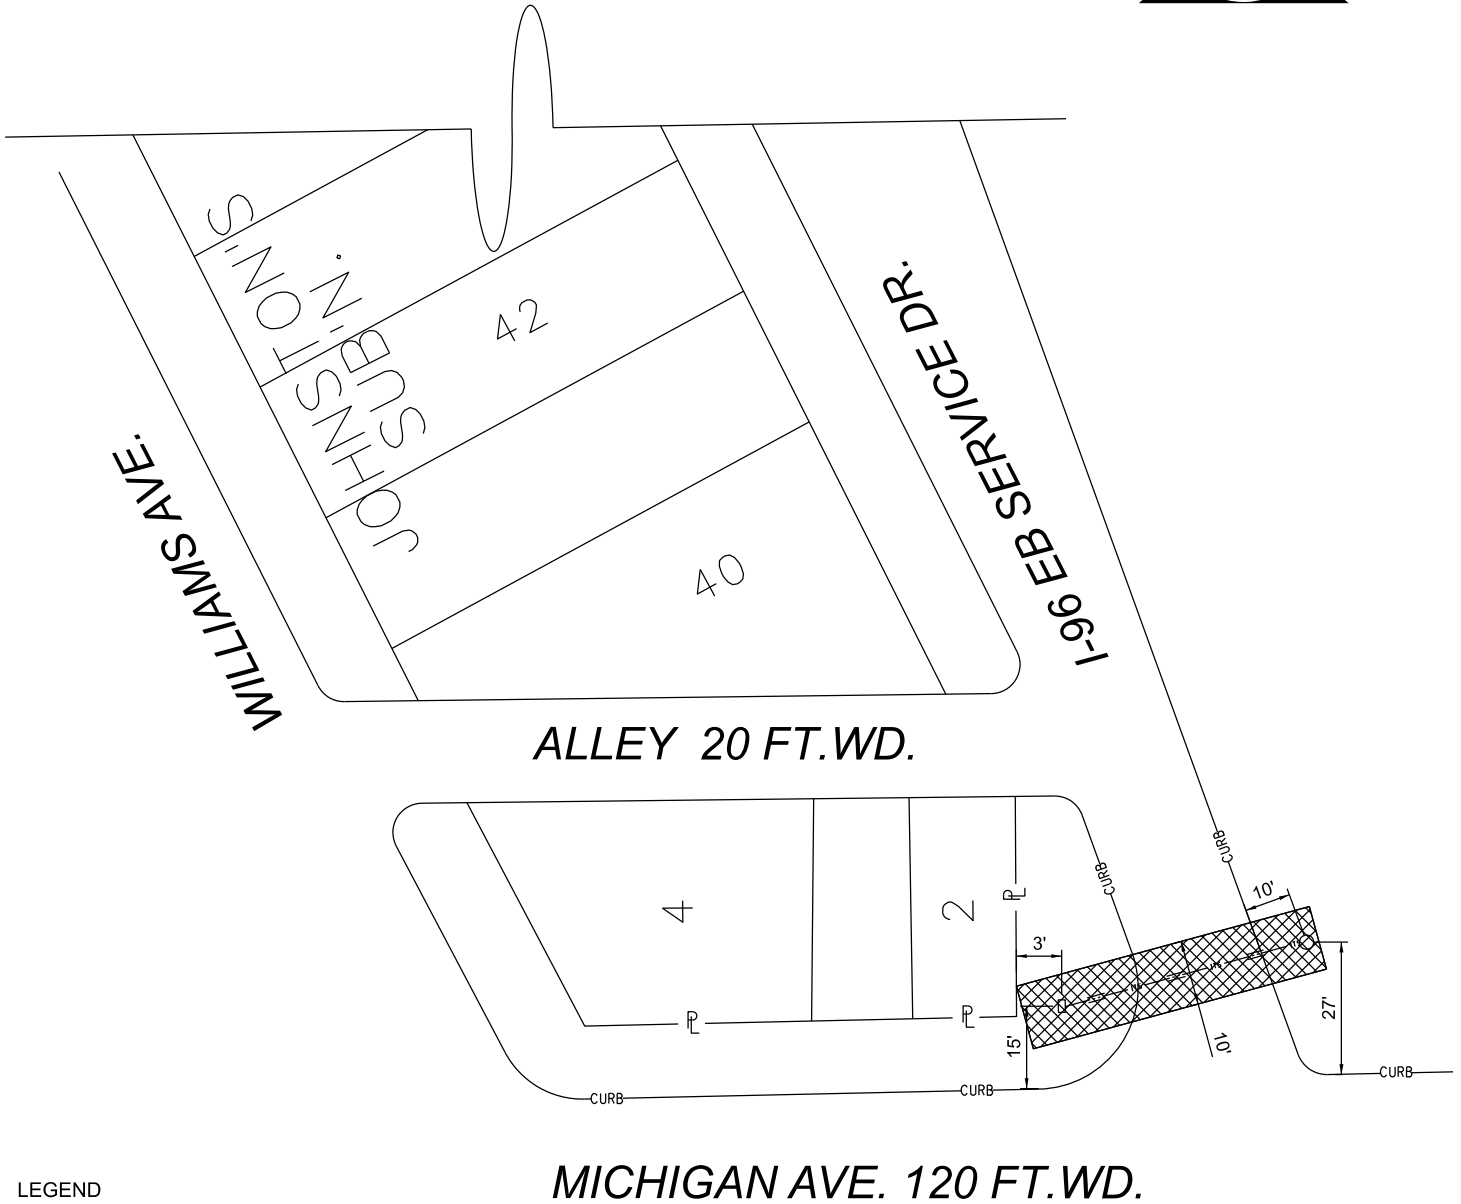 JOHNSTON-S
SUB'N.
42
40
WILLIAMS AVE.
I-96 EB SERVICE DR.
ALLEY 20 FT.WD.
4
2
PL
PL
PL
CURB
CURB
CURB
CURB
CURB
10'
3'
15'
10'
27'
MICHIGAN AVE. 120 FT.WD.
LEGEND